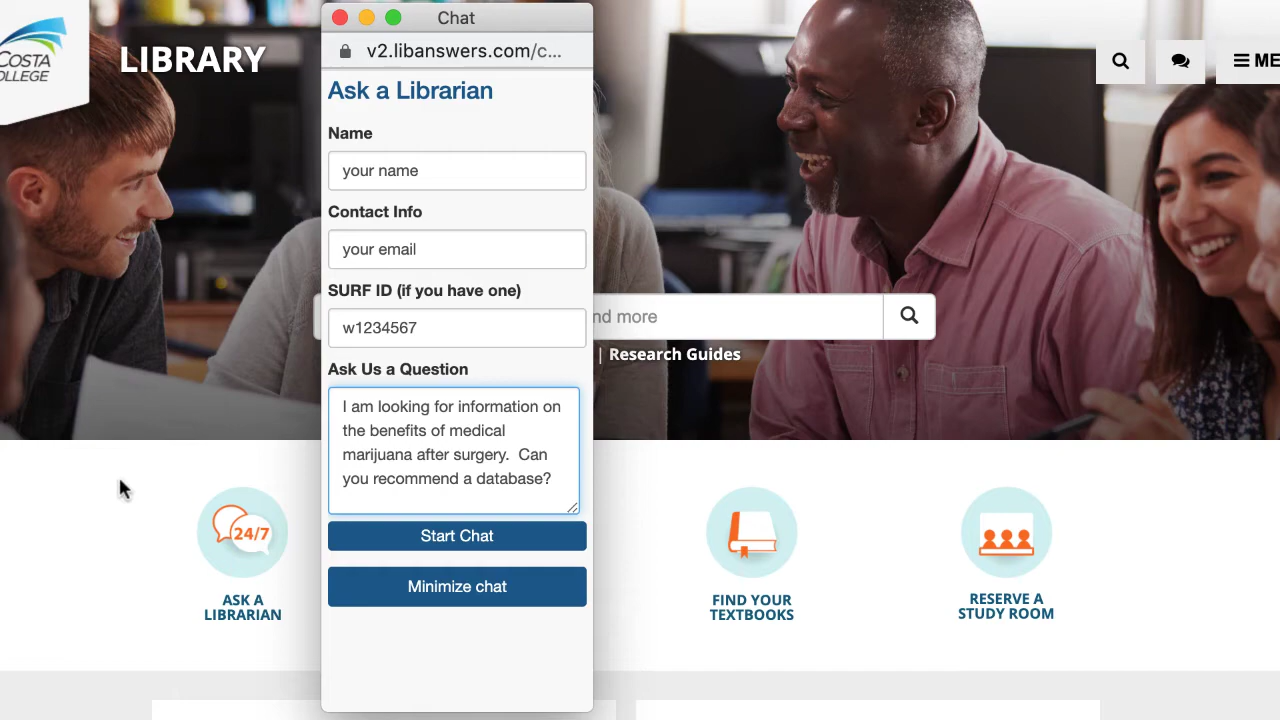 COSTA
COLLEGE
LIBRARY
ME
Chat
v2.libanswers.com/c...
Ask a Librarian
Name
your name
Contact Info
your email
SURF ID (if you have one)
w1234567
nd more
| Research Guides
Ask Us a Question
I am looking for information on
the benefits of medical
marijuana after surgery.  Can
you recommend a database?
Start Chat
Minimize chat
24/7
ASK A
LIBRARIAN
FIND YOUR
TEXTBOOKS
RESERVE A
STUDY ROOM